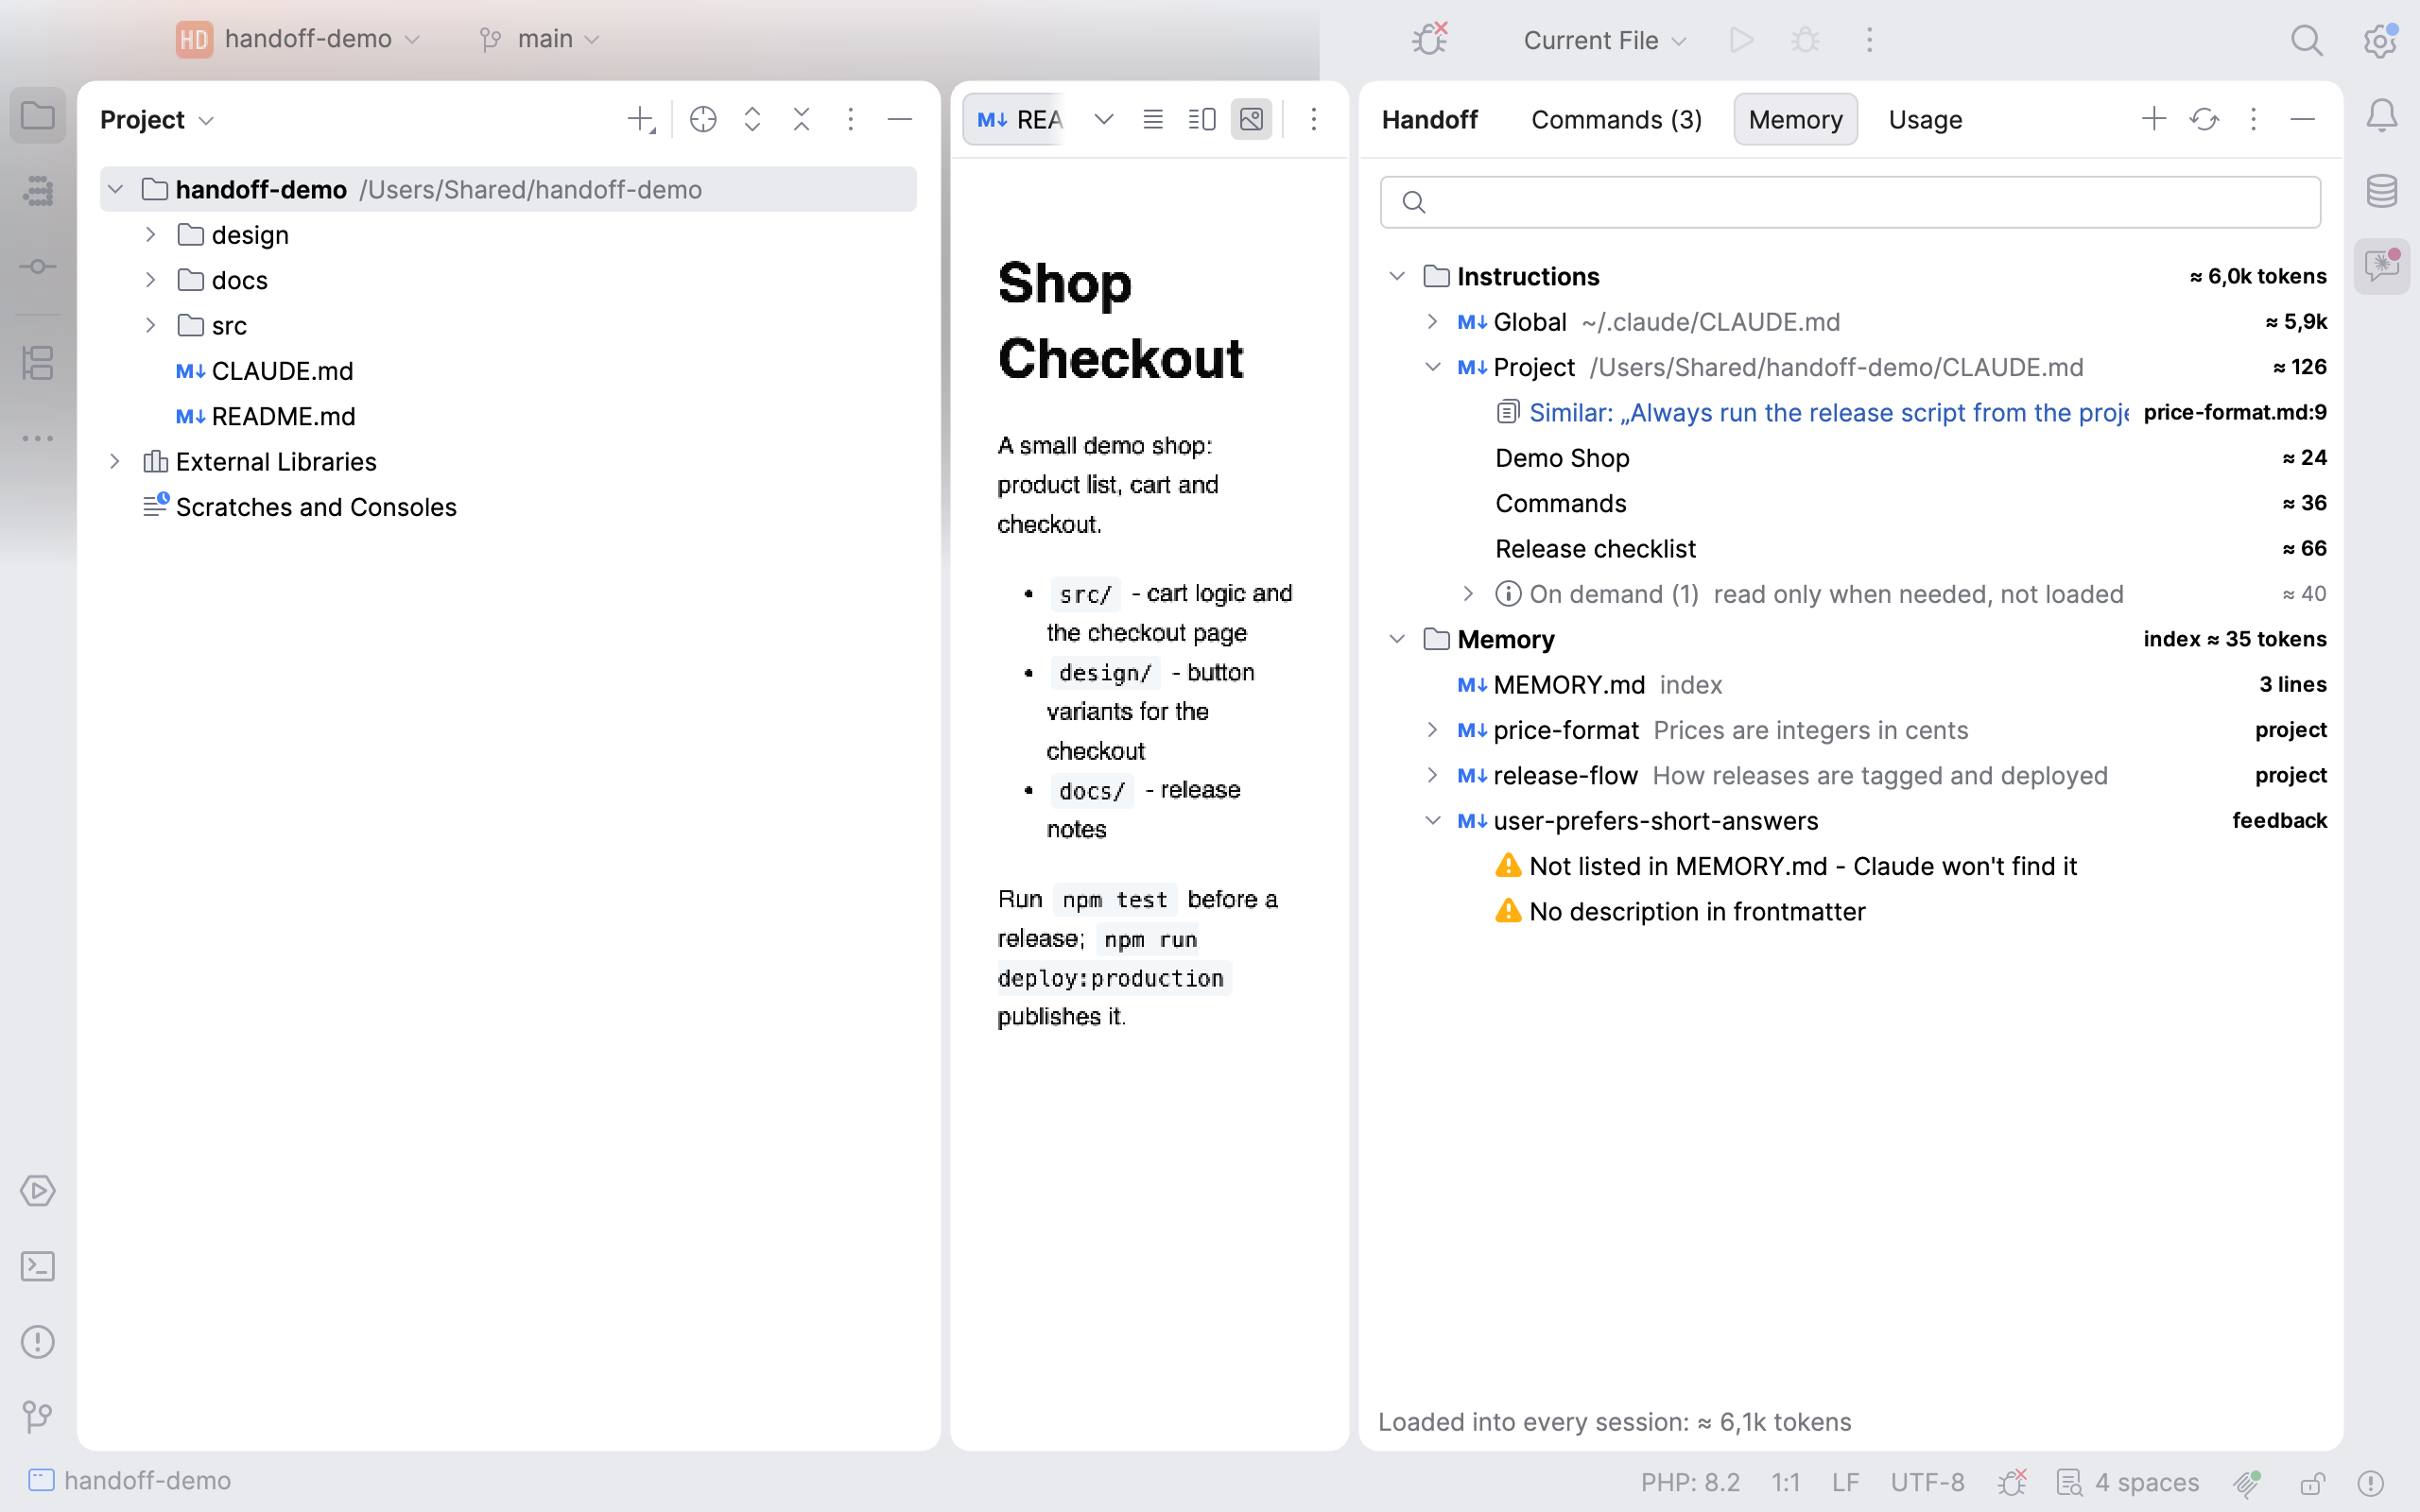 HD handoff-demo main Current File
Project
handoff-demo /Users/Shared/handoff-demo
design
docs
src
M↓ CLAUDE.md
M↓ README.md
External Libraries
Scratches and Consoles
M↓ REA
Shop
Checkout
A small demo shop:
product list, cart and
checkout.
• src/ - cart logic and
the checkout page
• design/ - button
variants for the
checkout
• docs/ - release
notes
Run npm test before a
release; npm run
deploy:production
publishes it.
Handoff Commands (3) Memory Usage
Instructions ≈ 6,0k tokens
M↓ Global ~/.claude/CLAUDE.md ≈ 5,9k
M↓ Project /Users/Shared/handoff-demo/CLAUDE.md ≈ 126
Similar: „Always run the release script from the proje price-format.md:9
Demo Shop ≈ 24
Commands ≈ 36
Release checklist ≈ 66
On demand (1) read only when needed, not loaded ≈ 40
Memory index ≈ 35 tokens
M↓ MEMORY.md index 3 lines
M↓ price-format Prices are integers in cents project
M↓ release-flow How releases are tagged and deployed project
M↓ user-prefers-short-answers feedback
Not listed in MEMORY.md - Claude won't find it
No description in frontmatter
Loaded into every session: ≈ 6,1k tokens
handoff-demo PHP: 8.2 1:1 LF UTF-8 4 spaces